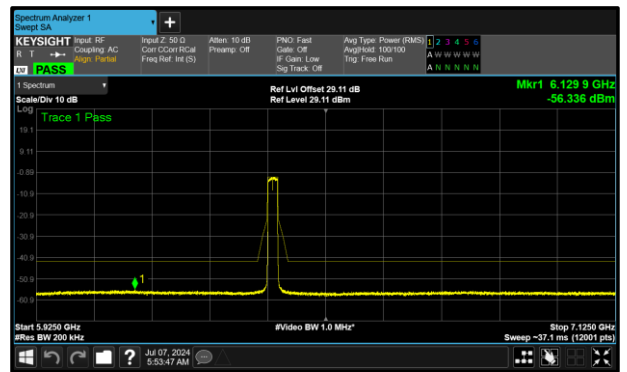 Spectrum Analyzer 1
Swept SA
+
KEYSIGHT Input: RF Input Z: 50 Ω Atten: 10 dB PNO: Fast Avg Type: Power (RMS) 1 2 3 4 5 6
R T Coupling: AC Corr CCorr RCal Preamp: Off Gate: Off Avg|Hold: 100/100 A W W W W W
Align: Partial Freq Ref: Int (S) IF Gain: Low Trig: Free Run
LXI PASS Sig Track: Off A N N N N N
1 Spectrum Ref Lvl Offset 29.11 dB Mkr1 6.129 9 GHz
Scale/Div 10 dB Ref Level 29.11 dBm -56.336 dBm
Log
Trace 1 Pass
19.1
9.11
-0.89
-10.9
-20.9
-30.9
-40.9
1
-50.9
-60.9
Start 5.9250 GHz #Video BW 1.0 MHz* Stop 7.1250 GHz
#Res BW 200 kHz Sweep ~37.1 ms (12001 pts)
? Jul 07, 2024
5:53:47 AM